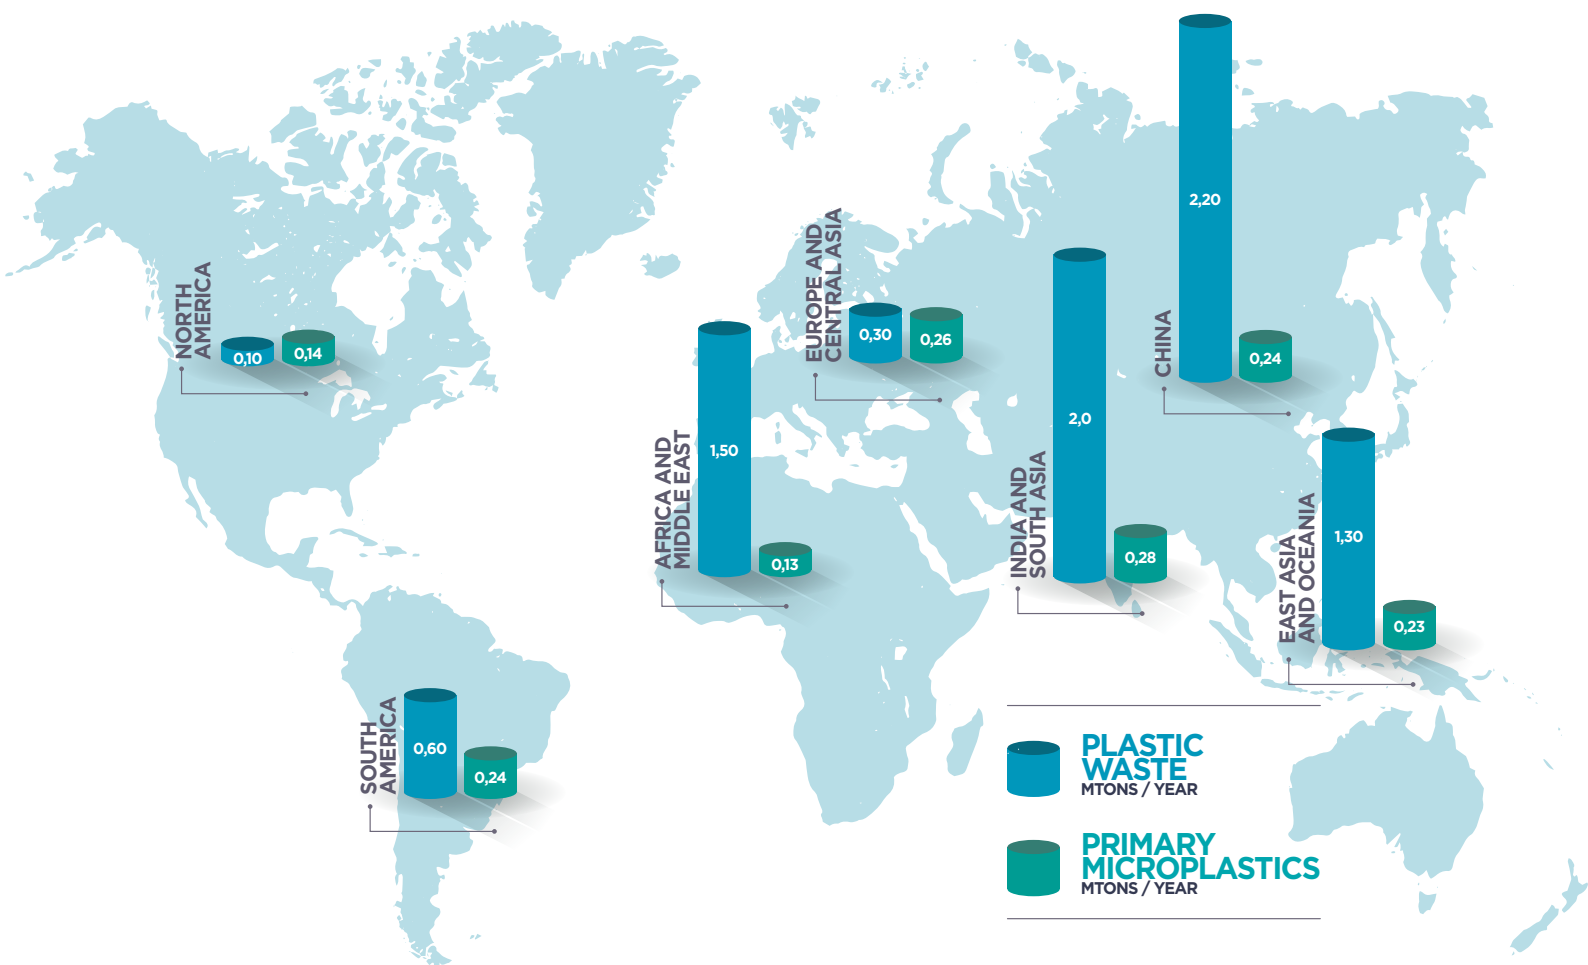 NORTH
AMERICA
0,10
0,14
SOUTH
AMERICA
0,60
0,24
AFRICA AND
MIDDLE EAST
1,50
0,13
EUROPE AND
CENTRAL ASIA
0,30
0,26
INDIA AND
SOUTH ASIA
2,0
0,28
CHINA
2,20
0,24
EAST ASIA
AND OCEANIA
1,30
0,23
PLASTIC
WASTE
MTONS / YEAR
PRIMARY
MICROPLASTICS
MTONS / YEAR